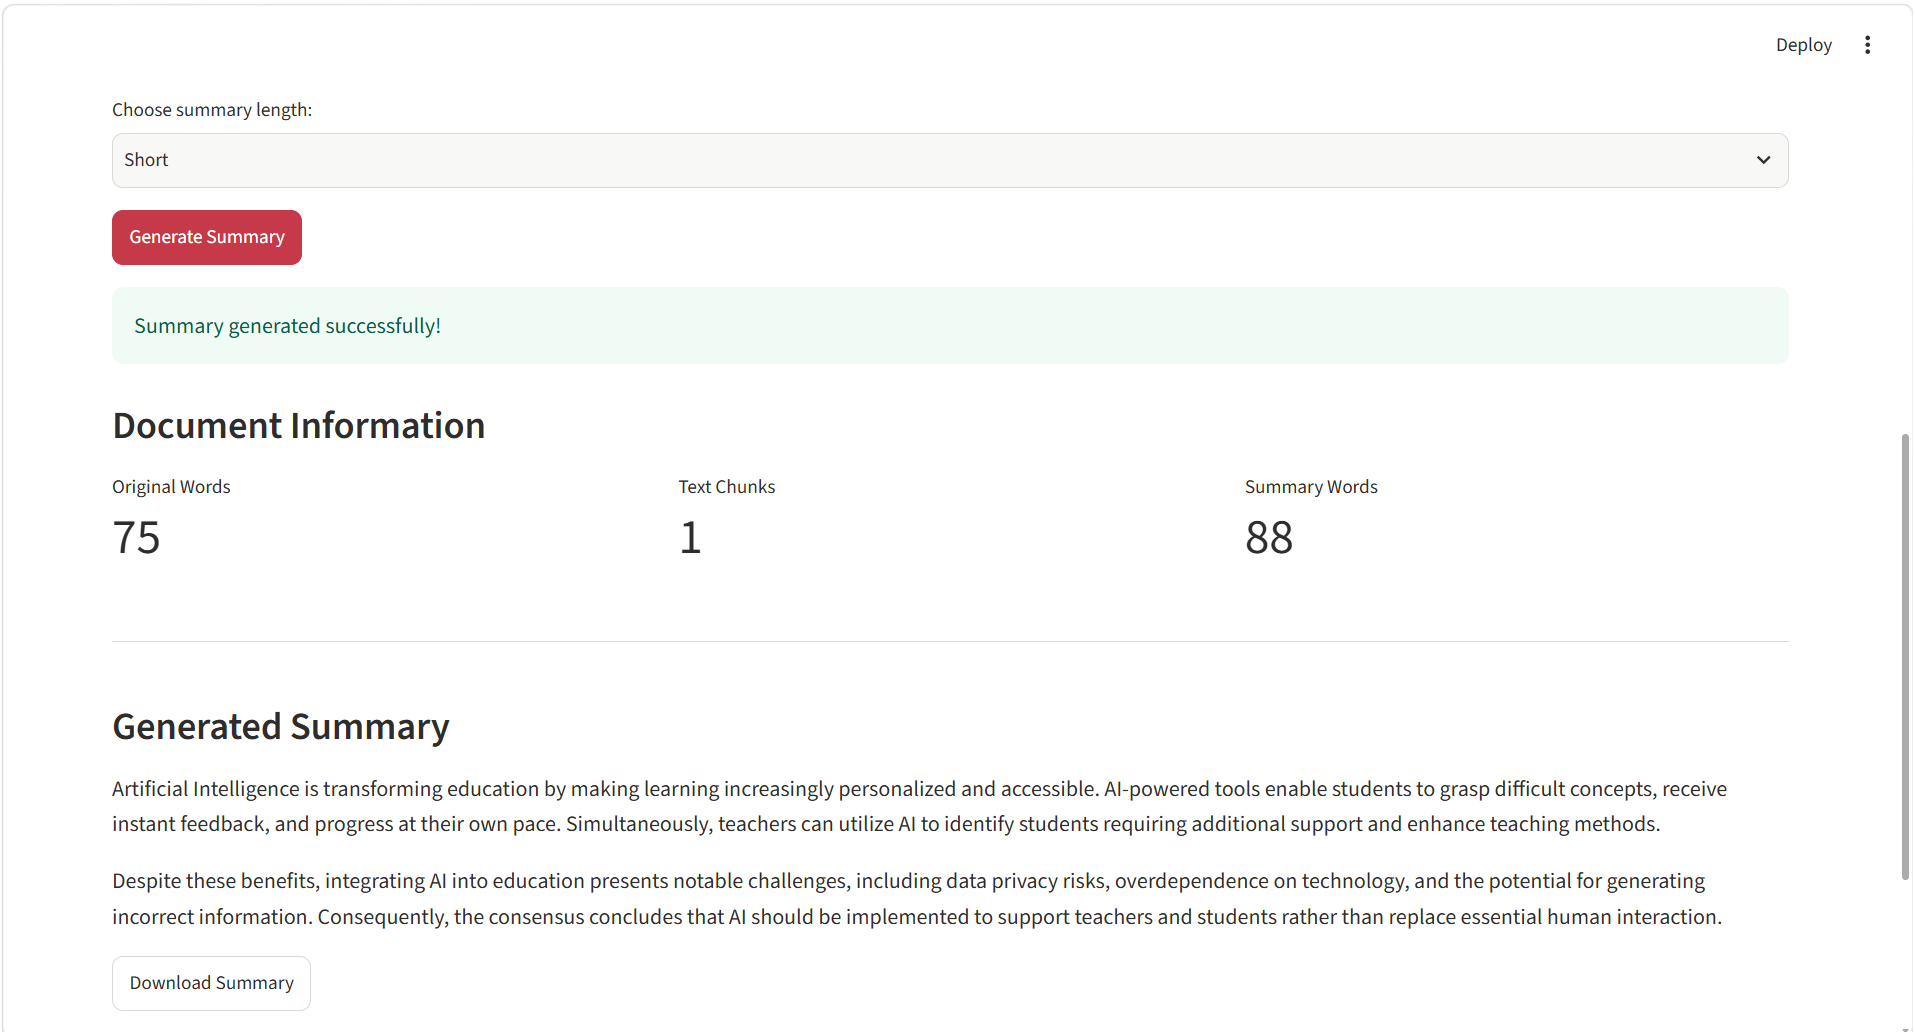 Deploy
Choose summary length:
Short
Generate Summary
Summary generated successfully!
Document Information
Original Words
Text Chunks
Summary Words
75
1
88
Generated Summary
Artificial Intelligence is transforming education by making learning increasingly personalized and accessible. AI-powered tools enable students to grasp difficult concepts, receive
instant feedback, and progress at their own pace. Simultaneously, teachers can utilize AI to identify students requiring additional support and enhance teaching methods.
Despite these benefits, integrating AI into education presents notable challenges, including data privacy risks, overdependence on technology, and the potential for generating
incorrect information. Consequently, the consensus concludes that AI should be implemented to support teachers and students rather than replace essential human interaction.
Download Summary